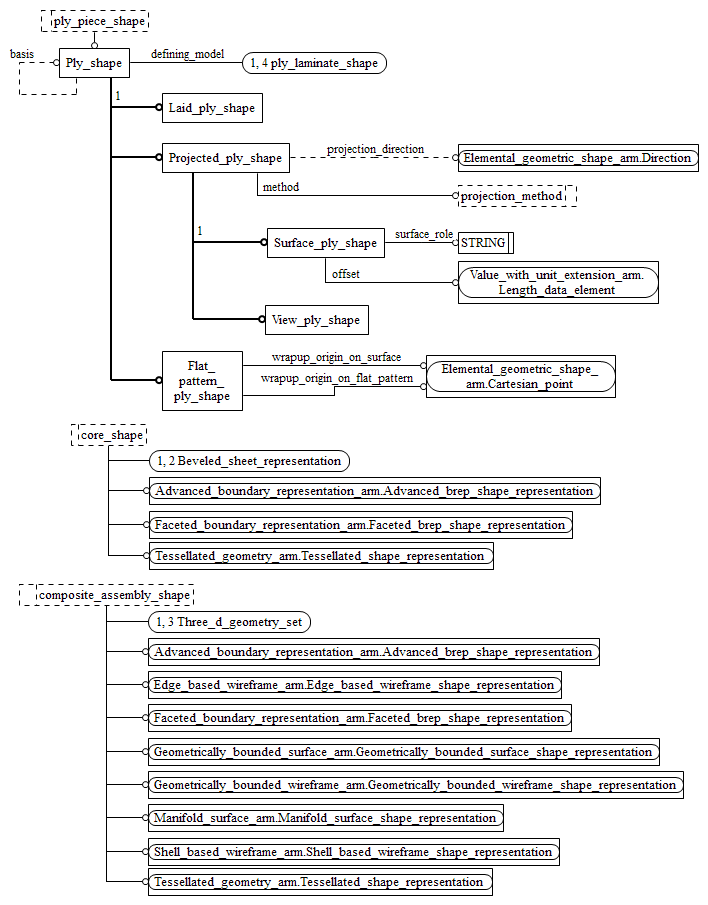 ply_piece_shape
basis
Ply_shape
defining_model
1, 4 ply_laminate_shape
1
Laid_ply_shape
Projected_ply_shape
projection_direction
Elemental_geometric_shape_arm.Direction
method
projection_method
1
Surface_ply_shape
surface_role
STRING
offset
Value_with_unit_extension_arm.
Length_data_element
View_ply_shape
Flat_
pattern_
ply_shape
wrapup_origin_on_surface
wrapup_origin_on_flat_pattern
Elemental_geometric_shape_
arm.Cartesian_point
core_shape
1, 2 Beveled_sheet_representation
Advanced_boundary_representation_arm.Advanced_brep_shape_representation
Faceted_boundary_representation_arm.Faceted_brep_shape_representation
Tessellated_geometry_arm.Tessellated_shape_representation
composite_assembly_shape
1, 3 Three_d_geometry_set
Advanced_boundary_representation_arm.Advanced_brep_shape_representation
Edge_based_wireframe_arm.Edge_based_wireframe_shape_representation
Faceted_boundary_representation_arm.Faceted_brep_shape_representation
Geometrically_bounded_surface_arm.Geometrically_bounded_surface_shape_representation
Geometrically_bounded_wireframe_arm.Geometrically_bounded_wireframe_shape_representation
Manifold_surface_arm.Manifold_surface_shape_representation
Shell_based_wireframe_arm.Shell_based_wireframe_shape_representation
Tessellated_geometry_arm.Tessellated_shape_representation